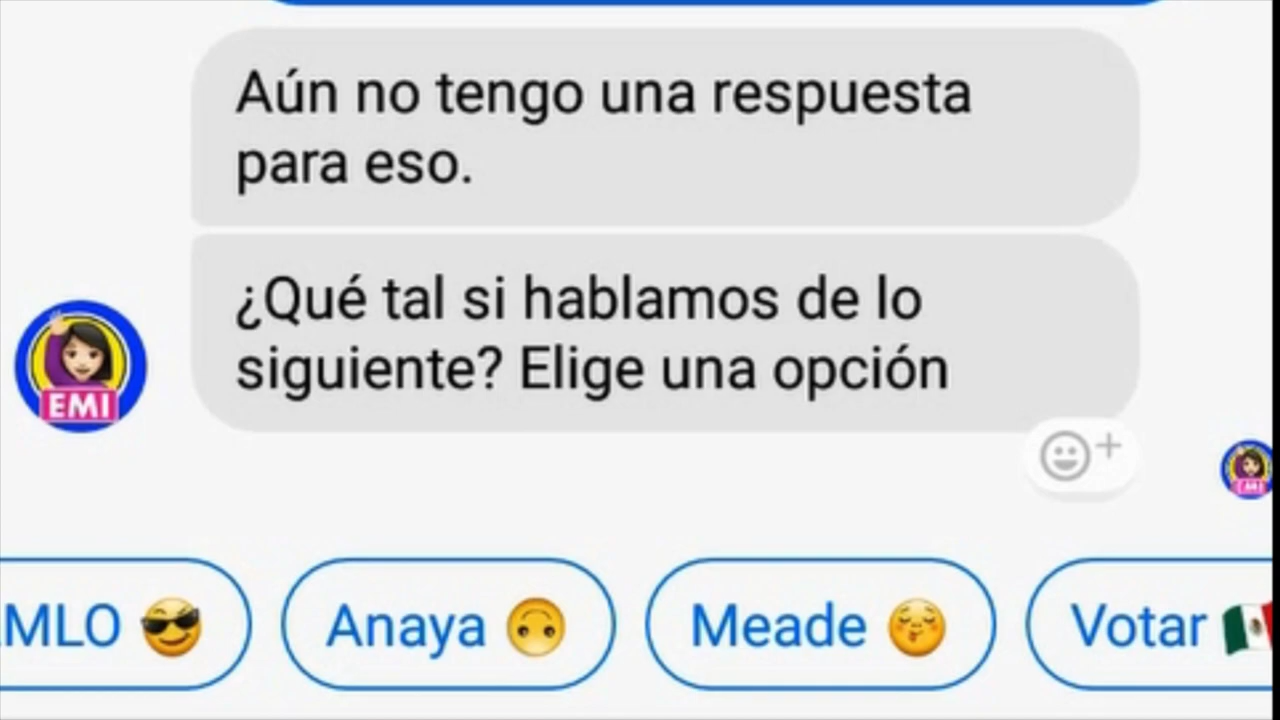 Aún no tengo una respuesta
para eso.
¿Qué tal si hablamos de lo
siguiente? Elige una opción
EMI
EMI
MLO 😎
Anaya 🙃
Meade 😋
Votar 🇲🇽